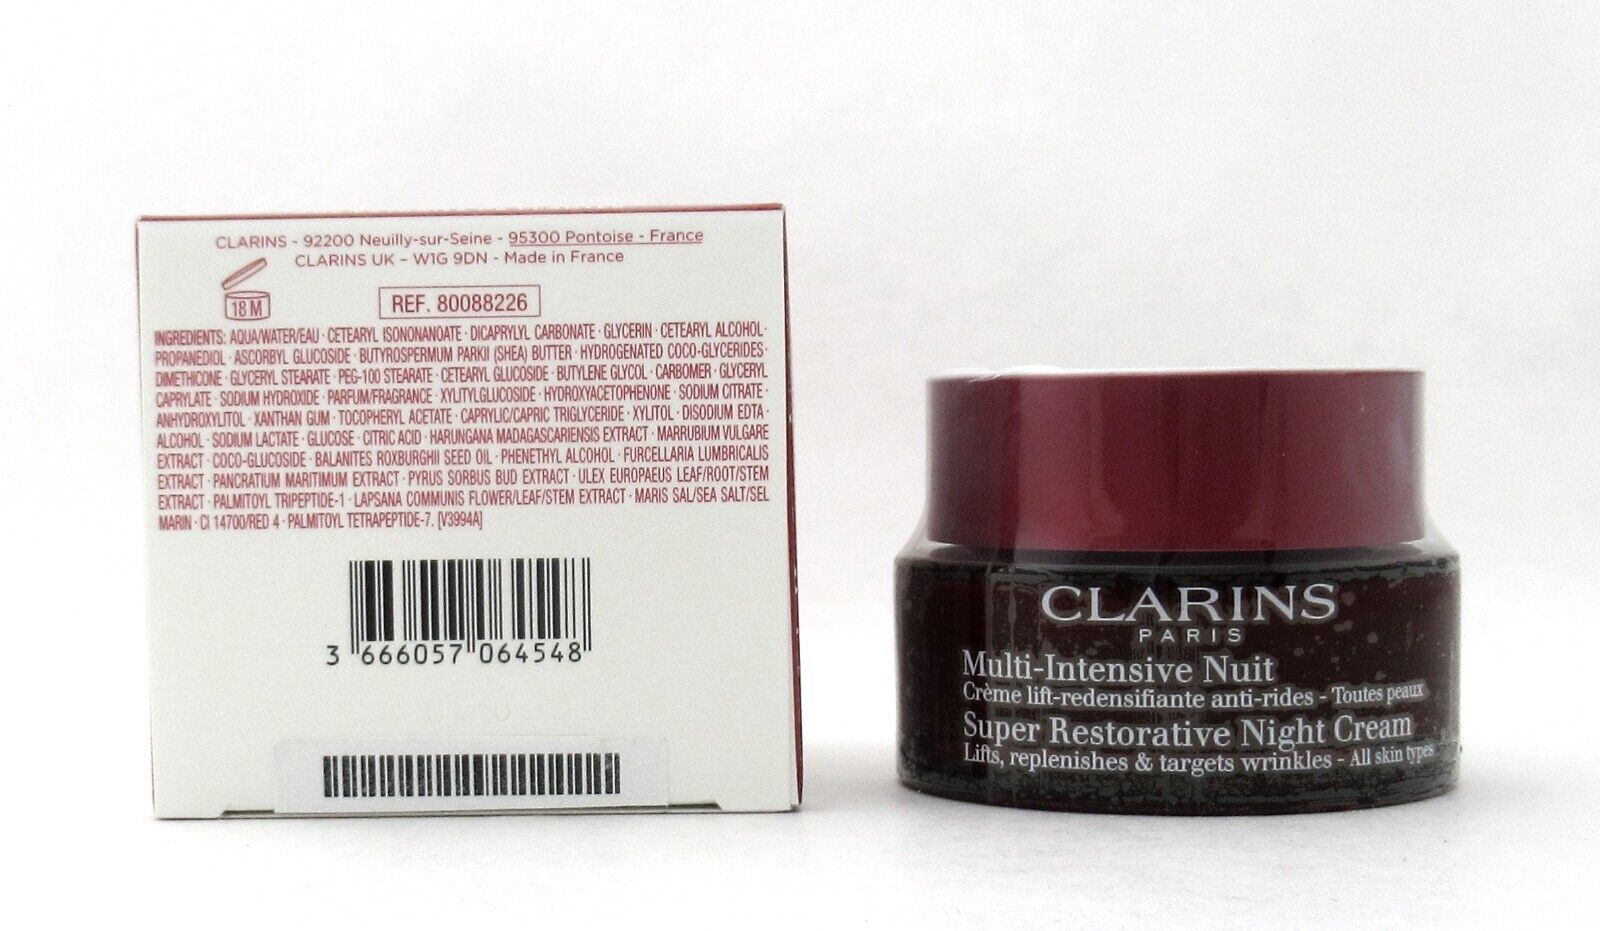 CLARINS - 92200 Neuilly-sur-Seine - 95300 Pontoise - France
CLARINS UK – W1G 9DN - Made in France
18 M
REF. 80088226
INGREDIENTS: AQUA/WATER/EAU · CETEARYL ISONONANOATE · DICAPRYLYL CARBONATE · GLYCERIN · CETEARYL ALCOHOL ·
PROPANEDIOL · ASCORBYL GLUCOSIDE · BUTYROSPERMUM PARKII (SHEA) BUTTER · HYDROGENATED COCO-GLYCERIDES ·
DIMETHICONE · GLYCERYL STEARATE · PEG-100 STEARATE · CETEARYL GLUCOSIDE · BUTYLENE GLYCOL · CARBOMER · GLYCERYL
CAPRYLATE · SODIUM HYDROXIDE · PARFUM/FRAGRANCE · XYLITYLGLUCOSIDE · HYDROXYACETOPHENONE · SODIUM CITRATE ·
ANHYDROXYLITOL · XANTHAN GUM · TOCOPHERYL ACETATE · CAPRYLIC/CAPRIC TRIGLYCERIDE · XYLITOL · DISODIUM EDTA ·
ALCOHOL · SODIUM LACTATE · GLUCOSE · CITRIC ACID · HARUNGANA MADAGASCARIENSIS EXTRACT · MARRUBIUM VULGARE
EXTRACT · COCO-GLUCOSIDE · BALANITES ROXBURGHII SEED OIL · PHENETHYL ALCOHOL · FURCELLARIA LUMBRICALIS
EXTRACT · PANCRATIUM MARITIMUM EXTRACT · PYRUS SORBUS BUD EXTRACT · ULEX EUROPAEUS LEAF/ROOT/STEM
EXTRACT · PALMITOYL TRIPEPTIDE-1 · LAPSANA COMMUNIS FLOWER/LEAF/STEM EXTRACT · MARIS SAL/SEA SALT/SEL
MARIN · CI 14700/RED 4 · PALMITOYL TETRAPEPTIDE-7. [V3994A]
3 666057 064548
CLARINS
PARIS
Multi-Intensive Nuit
Crème lift-redensifiante anti-rides - Toutes peaux
Super Restorative Night Cream
Lifts, replenishes & targets wrinkles - All skin types